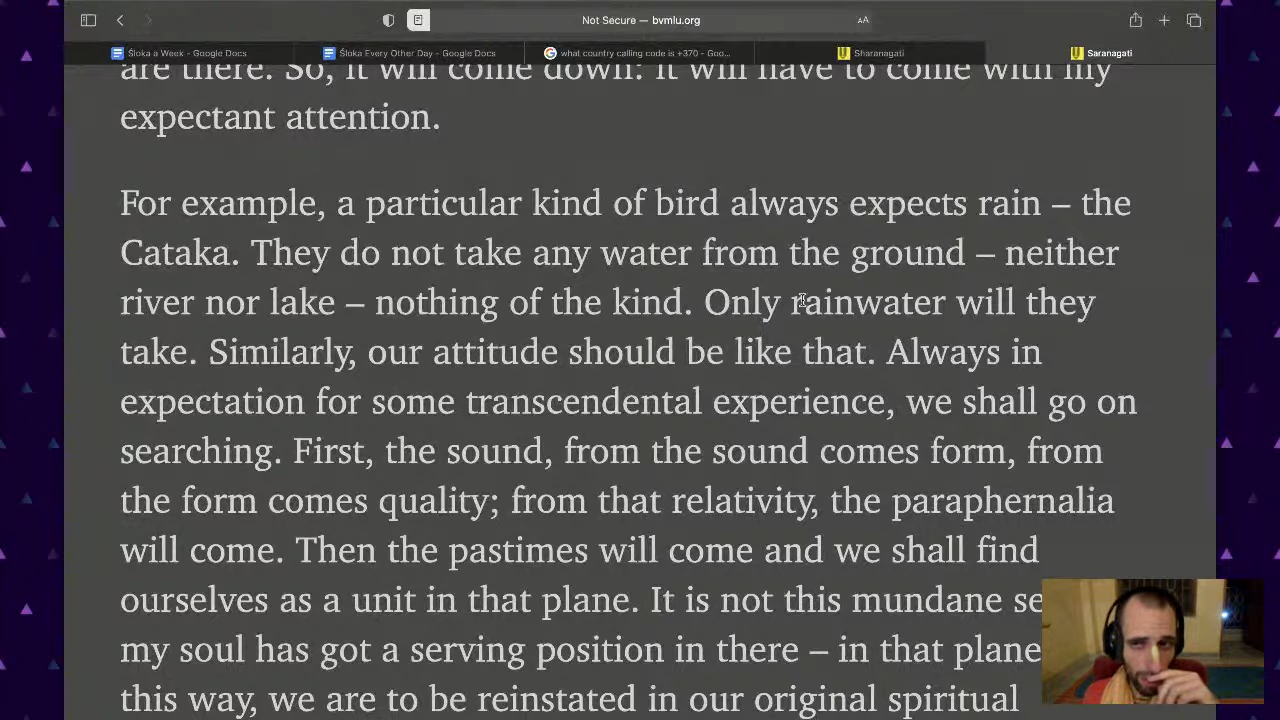 Not Secure — bvmlu.org
AA
Śloka a Week - Google Docs
Śloka Every Other Day - Google Docs
what country calling code is +370 - Goo...
Sharanagati
Saranagati
are there. So, it will come down: It will have to come with my
expectant attention.
For example, a particular kind of bird always expects rain – the
Cataka. They do not take any water from the ground – neither
river nor lake – nothing of the kind. Only rainwater will they
take. Similarly, our attitude should be like that. Always in
expectation for some transcendental experience, we shall go on
searching. First, the sound, from the sound comes form, from
the form comes quality; from that relativity, the paraphernalia
will come. Then the pastimes will come and we shall find
ourselves as a unit in that plane. It is not this mundane se
my soul has got a serving position in there – in that plane
this way, we are to be reinstated in our original spiritual